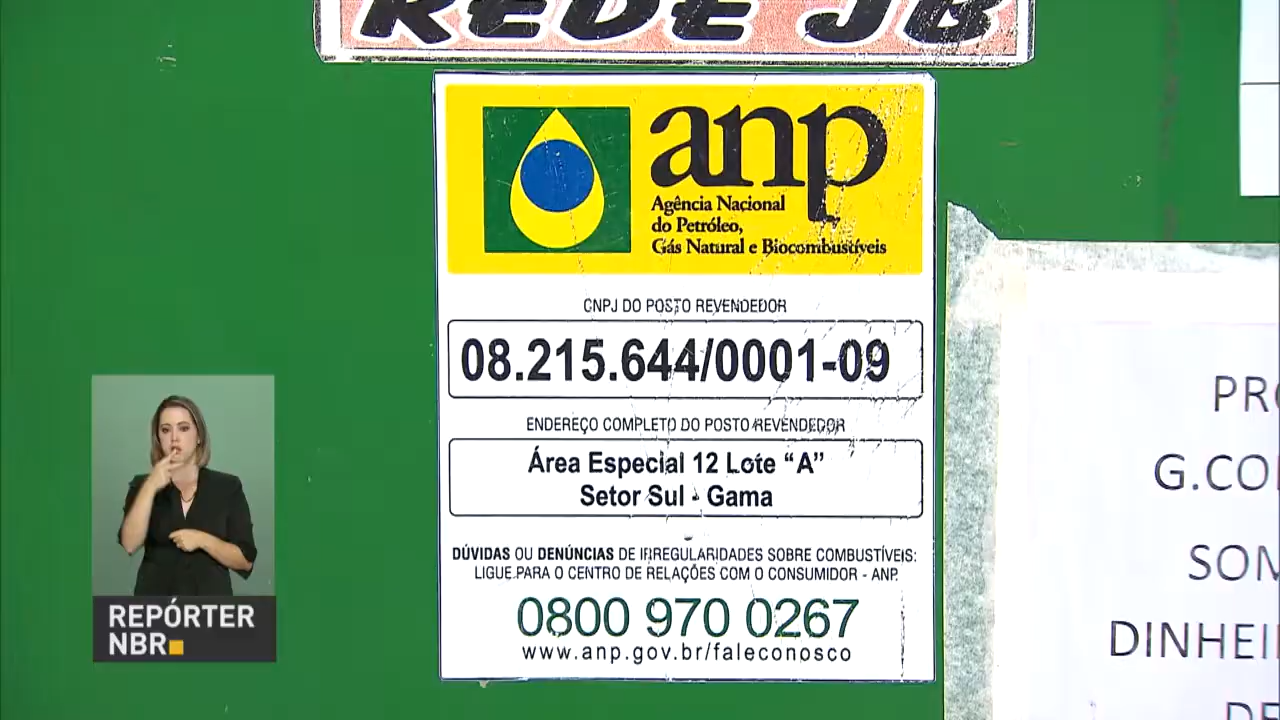 REDE JB
anp
Agência Nacional
do Petróleo,
Gás Natural e Biocombustíveis
CNPJ DO POSTO REVENDEDOR
08.215.644/0001-09
ENDEREÇO COMPLETO DO POSTO REVENDEDOR
Área Especial 12 Lote “A”
Setor Sul - Gama
DÚVIDAS OU DENÚNCIAS DE IRREGULARIDADES SOBRE COMBUSTÍVEIS:
LIGUE PARA O CENTRO DE RELAÇÕES COM O CONSUMIDOR - ANP.
0800 970 0267
www.anp.gov.br/faleconosco
REPÓRTER
NBR